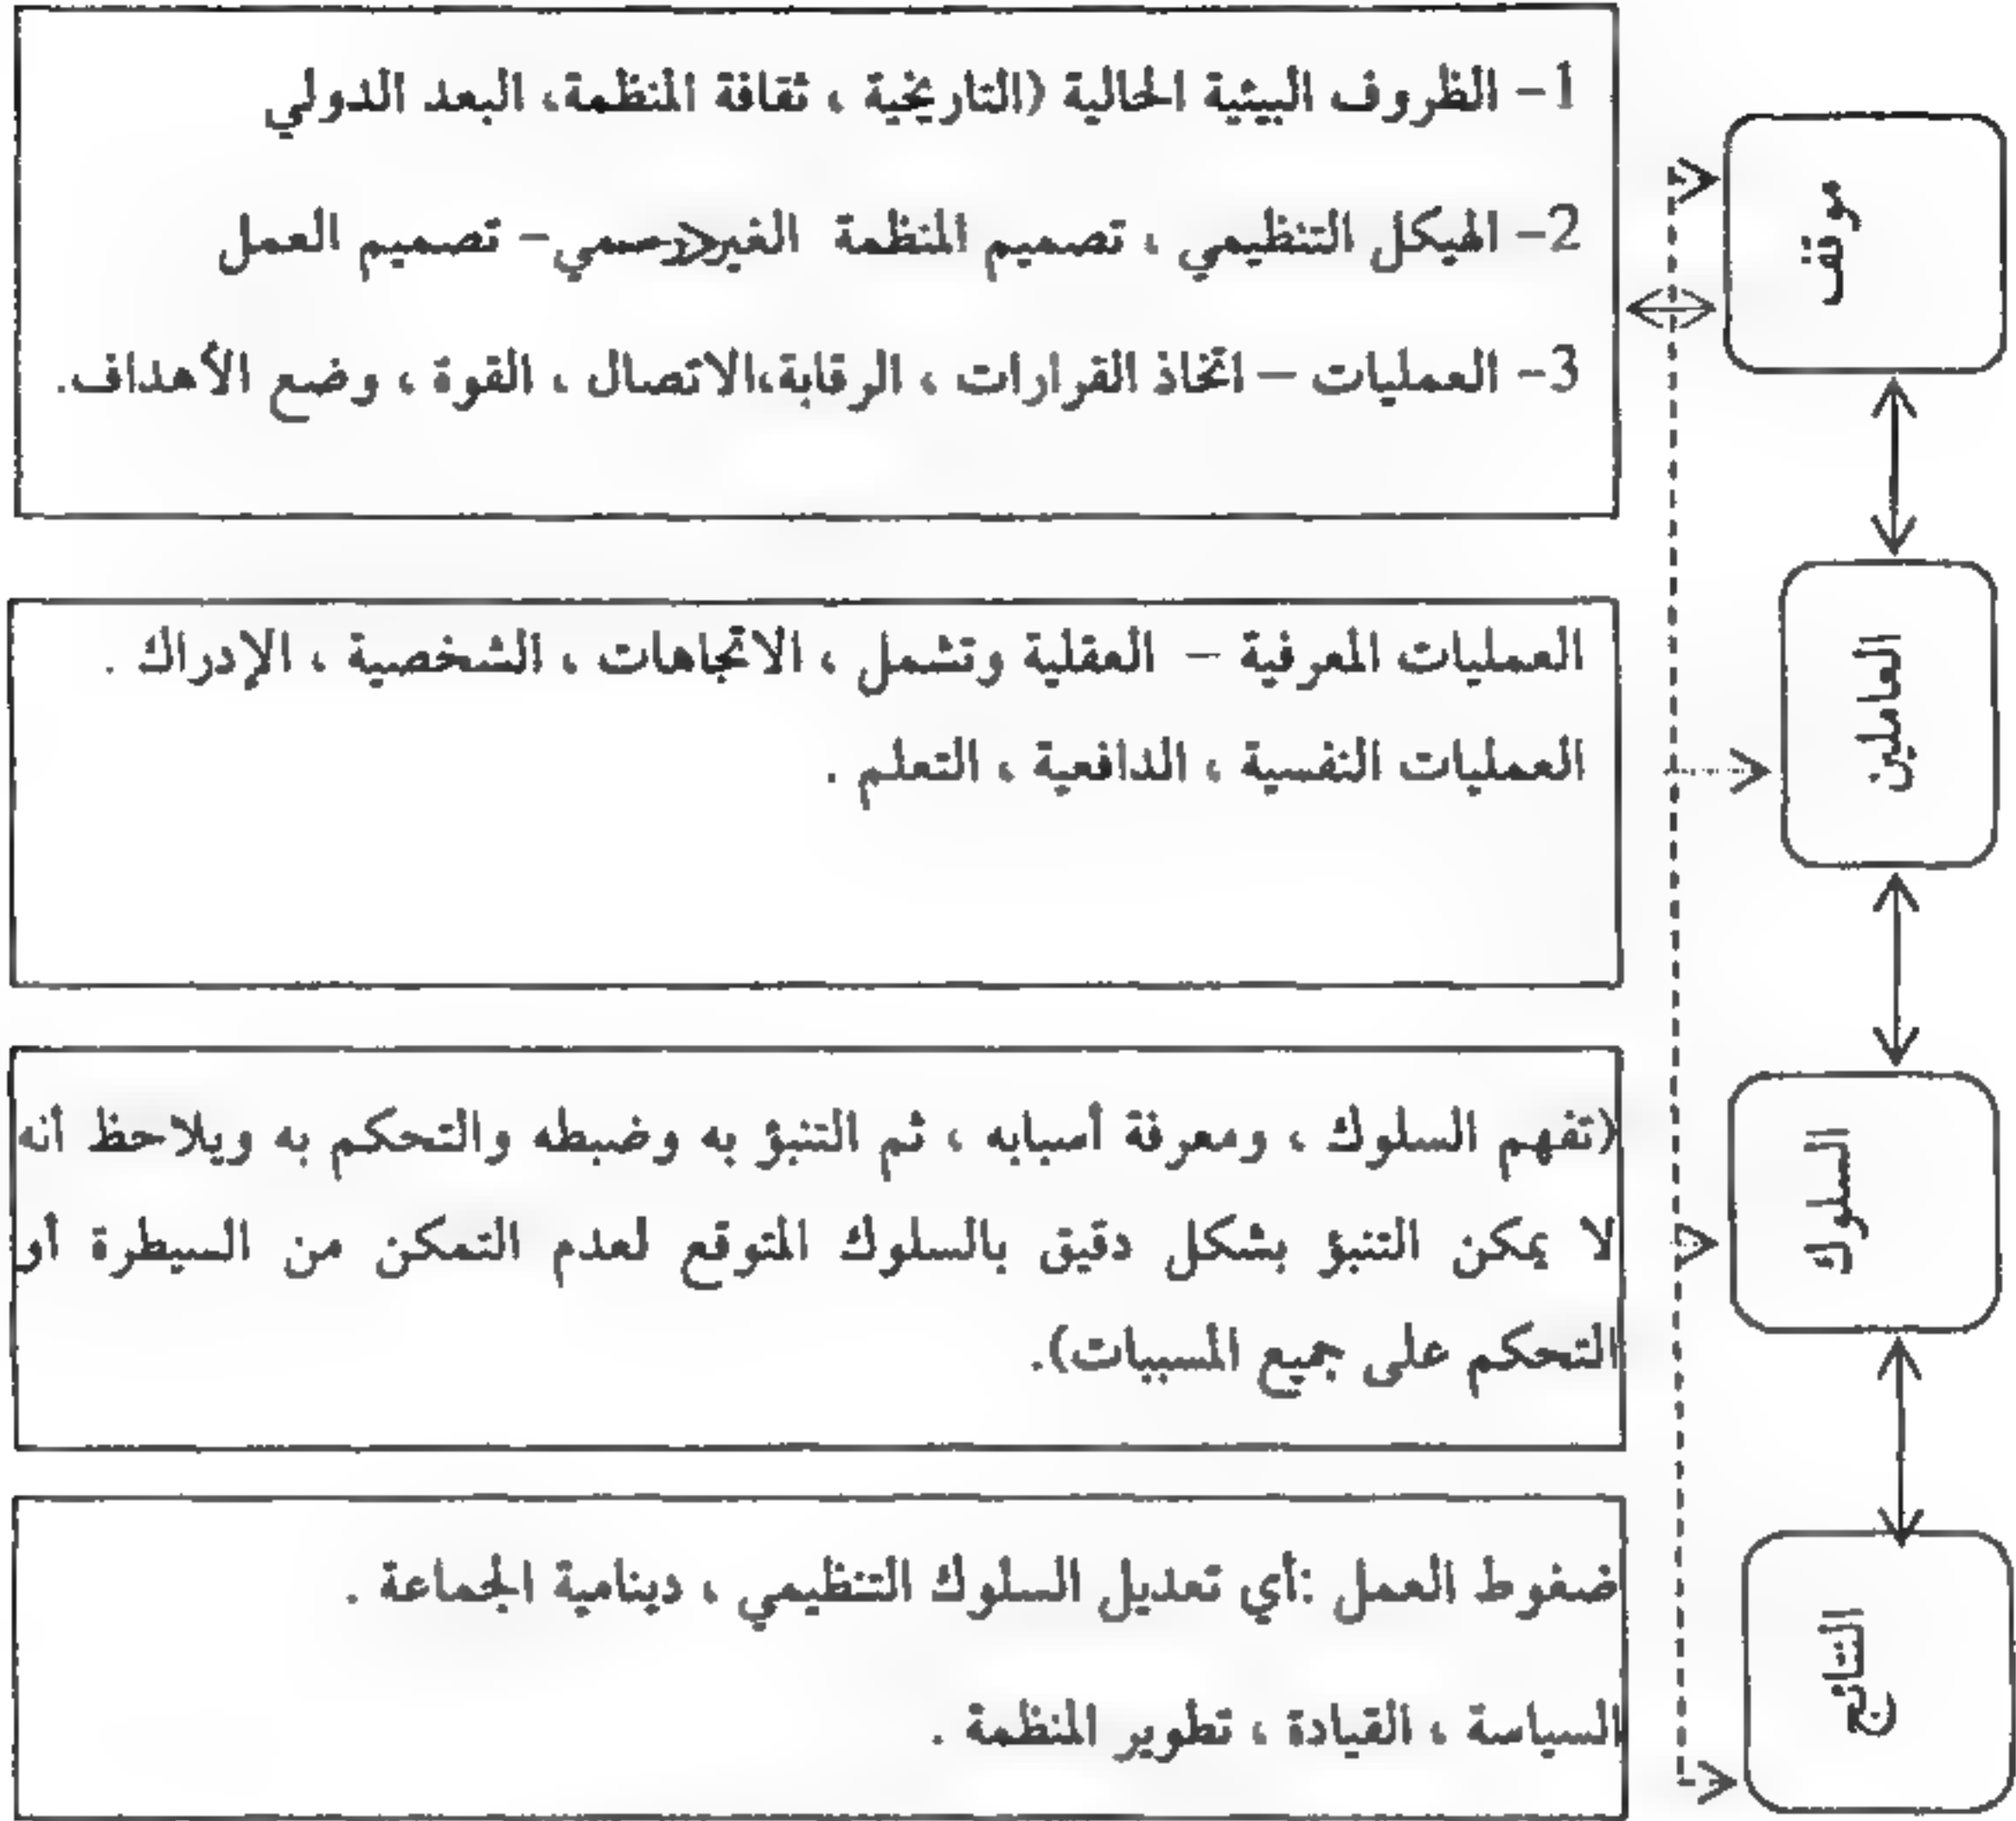 1- الظروف البيئية الحالية (التاريخية ، ثقافة المنظمة، البعد الدولي
2- الهيكل التنظيمي ، تصميم المنظمة الغير رسمي- تصميم العمل
3- العمليات – اتخاذ القرارات ، الرقابة،الاتصال ، القوة ، وضع الأهداف.
موقف
العمليات المعرفية – العقلية وتشمل ، الاتجاهات ، الشخصية ، الإدراك .
العمليات النفسية ، الدافعية ، التعلم .
العاملين
(تفهم السلوك ، ومعرفة أسبابه ، ثم التنبؤ به وضبطه والتحكم به ويلاحظ أنه
لا يمكن التنبؤ بشكل دقيق بالسلوك المتوقع لعدم التمكن من السيطرة أو
التحكم على جميع المسببات).
السلوك
ضغوط العمل :أي تعديل السلوك التنظيمي ، دينامية الجماعة .
السياسة ، القيادة ، تطوير المنظمة .
النتائج